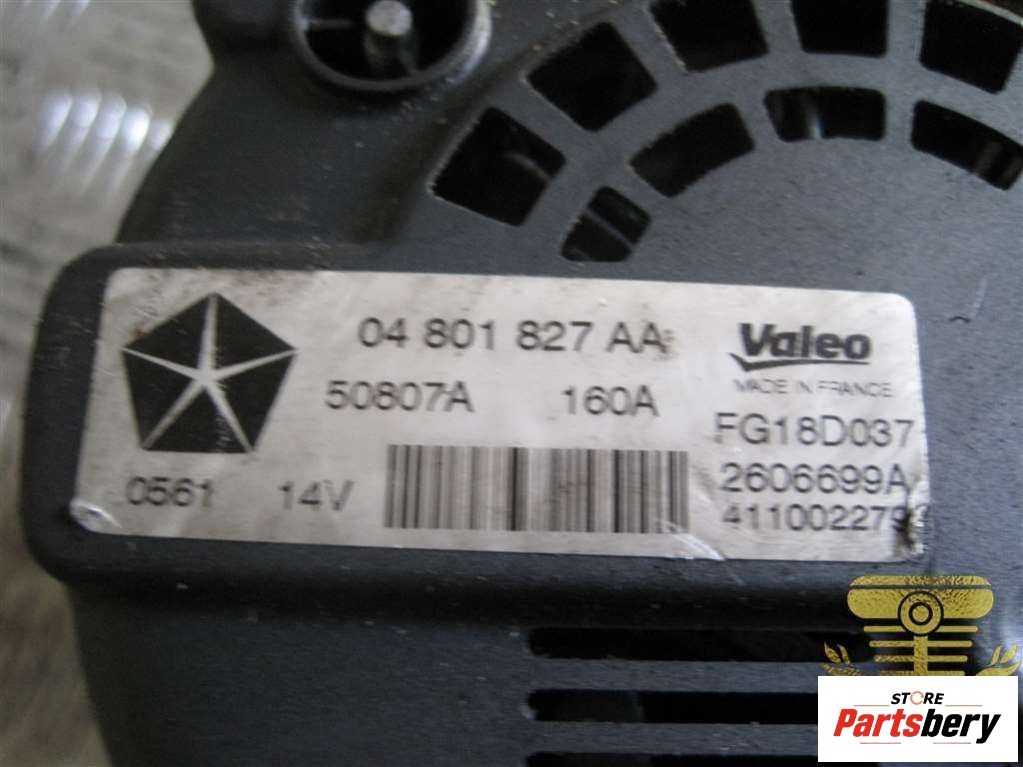 04 801 827 AA
50807A 160A
0561 14V
Valeo
MADE IN FRANCE
FG18D037
2606699A
STORE
Partsbery